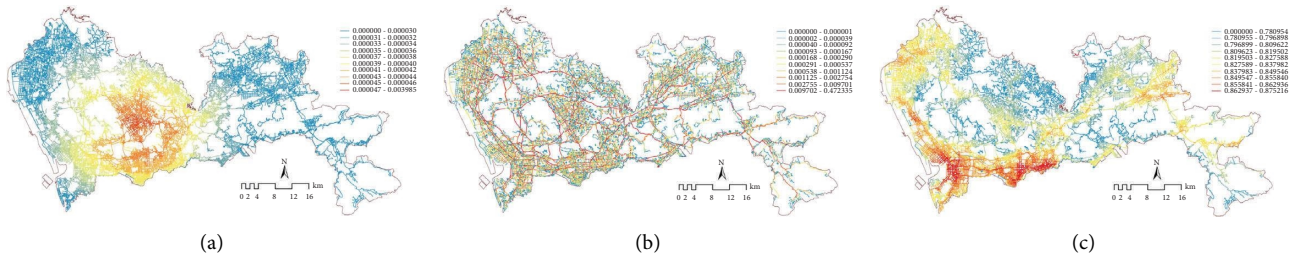 0.000000 - 0.000030
0.000031 - 0.000032
0.000033 - 0.000034
0.000035 - 0.000036
0.000037 - 0.000038
0.000039 - 0.000040
0.000041 - 0.000042
0.000043 - 0.000044
0.000045 - 0.000046
0.000047 - 0.003985
N
km
0 2 4 8 12 16
(a)
0.000000 - 0.000001
0.000002 - 0.000039
0.000040 - 0.000092
0.000093 - 0.000167
0.000168 - 0.000290
0.000291 - 0.000537
0.000538 - 0.001124
0.001125 - 0.002754
0.002755 - 0.009701
0.009702 - 0.472335
N
km
0 2 4 8 12 16
(b)
0.000000 - 0.780954
0.780955 - 0.796898
0.796899 - 0.809622
0.809623 - 0.819502
0.819503 - 0.827588
0.827589 - 0.837982
0.837983 - 0.849546
0.849547 - 0.855840
0.855841 - 0.862936
0.862937 - 0.875216
N
km
0 2 4 8 12 16
(c)